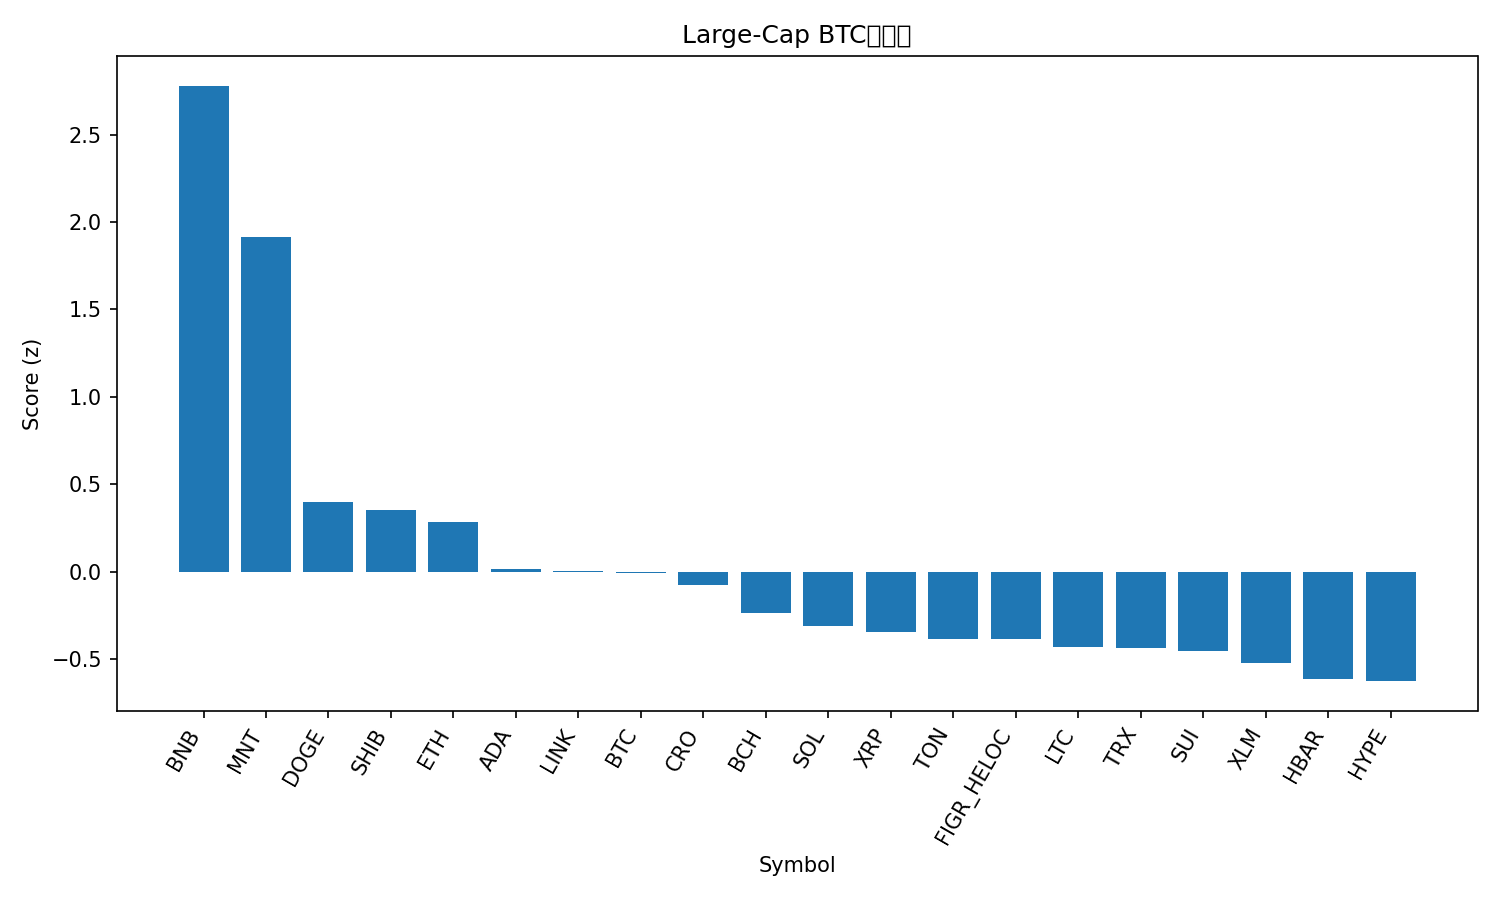 Large-Cap BTC
Score (z)
2.5
2.0
1.5
1.0
0.5
0.0
−0.5
BNB
MNT
DOGE
SHIB
ETH
ADA
LINK
BTC
CRO
BCH
SOL
XRP
TON
FIGR_HELOC
LTC
TRX
SUI
XLM
HBAR
HYPE
Symbol